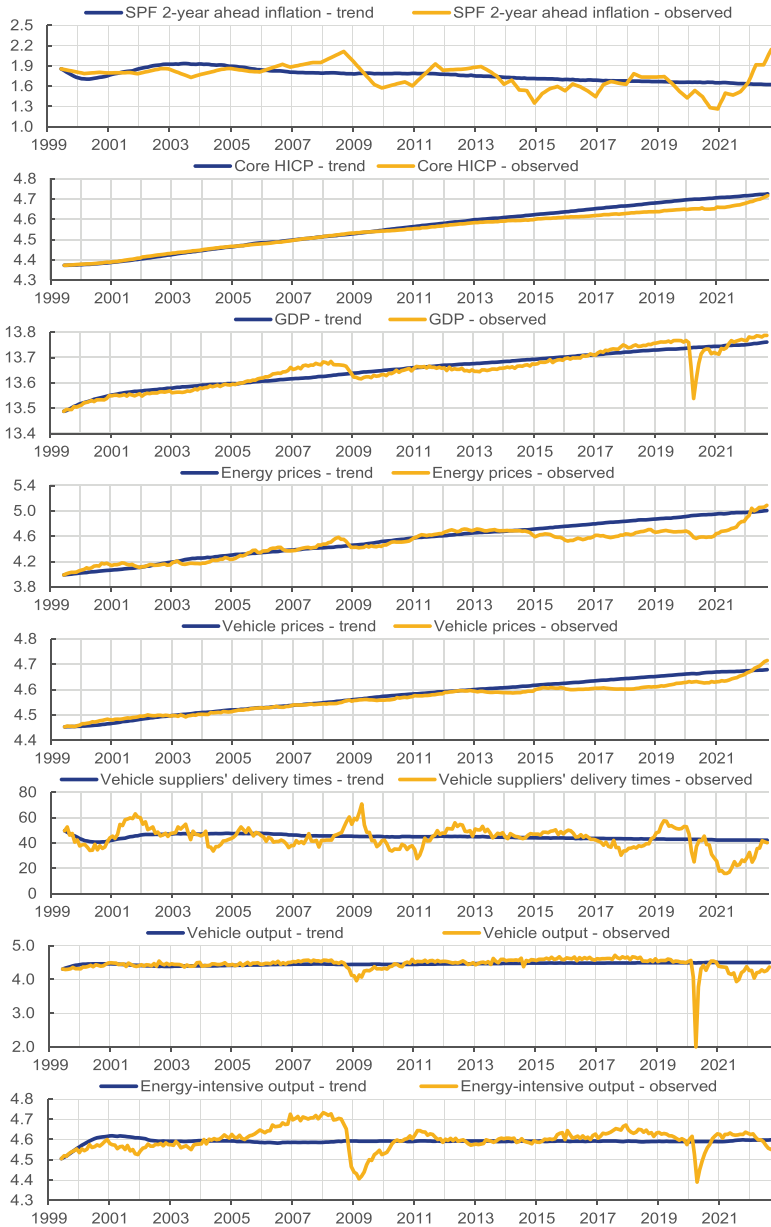 SPF 2-year ahead inflation - trend SPF 2-year ahead inflation - observed
2.5
2.2
1.9
1.6
1.3
1.0
1999 2001 2003 2005 2007 2009 2011 2013 2015 2017 2019 2021
Core HICP - trend Core HICP - observed
4.8
4.7
4.6
4.5
4.4
4.3
1999 2001 2003 2005 2007 2009 2011 2013 2015 2017 2019 2021
GDP - trend GDP - observed
13.8
13.7
13.6
13.5
13.4
1999 2001 2003 2005 2007 2009 2011 2013 2015 2017 2019 2021
Energy prices - trend Energy prices - observed
5.4
5.0
4.6
4.2
3.8
1999 2001 2003 2005 2007 2009 2011 2013 2015 2017 2019 2021
Vehicle prices - trend Vehicle prices - observed
4.8
4.7
4.6
4.5
4.4
1999 2001 2003 2005 2007 2009 2011 2013 2015 2017 2019 2021
Vehicle suppliers' delivery times - trend Vehicle suppliers' delivery times - observed
80
60
40
20
0
1999 2001 2003 2005 2007 2009 2011 2013 2015 2017 2019 2021
Vehicle output - trend Vehicle output - observed
5.0
4.0
3.0
2.0
1999 2001 2003 2005 2007 2009 2011 2013 2015 2017 2019 2021
Energy-intensive output - trend Energy-intensive output - observed
4.8
4.7
4.6
4.5
4.4
4.3
1999 2001 2003 2005 2007 2009 2011 2013 2015 2017 2019 2021